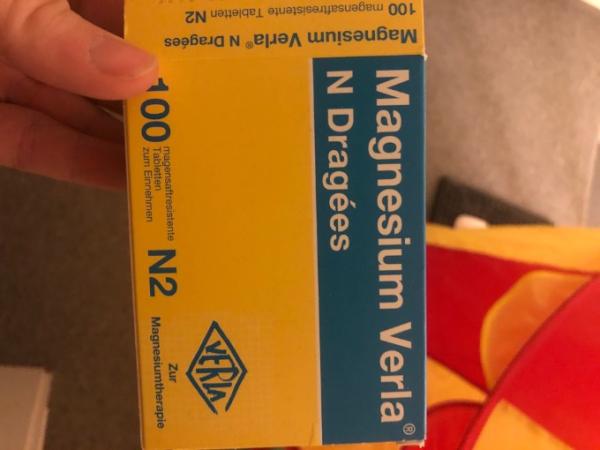 Magnesium Verla® N Dragées
100 magensaftresistente Tabletten N2
Magnesium Verla®
N Dragées
VERLA
100
magensaftresistente
Tabletten
zum Einnehmen
N2
Zur
Magnesiumtherapie